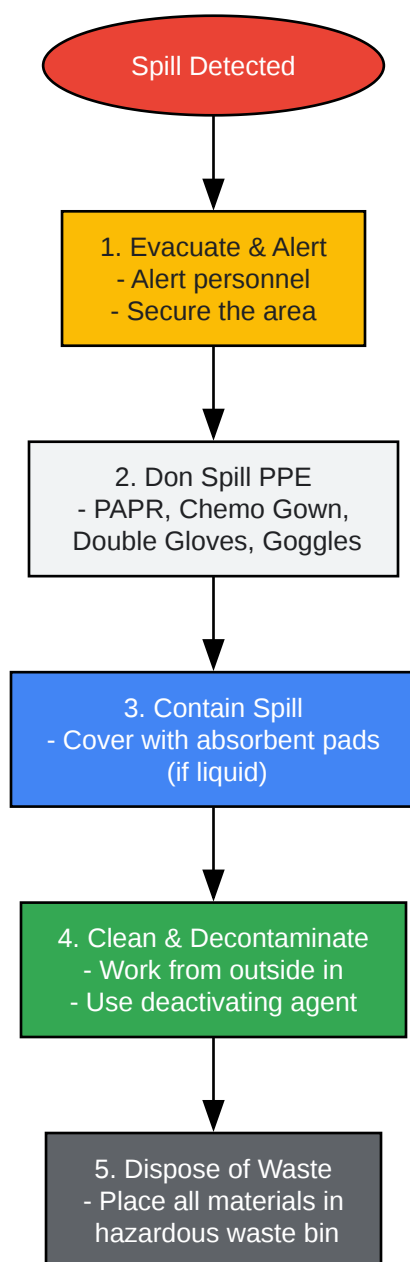 Spill Detected
1. Evacuate & Alert
- Alert personnel
- Secure the area
2. Don Spill PPE
- PAPR, Chemo Gown,
Double Gloves, Goggles
3. Contain Spill
- Cover with absorbent pads
(if liquid)
4. Clean & Decontaminate
- Work from outside in
- Use deactivating agent
5. Dispose of Waste
- Place all materials in
hazardous waste bin